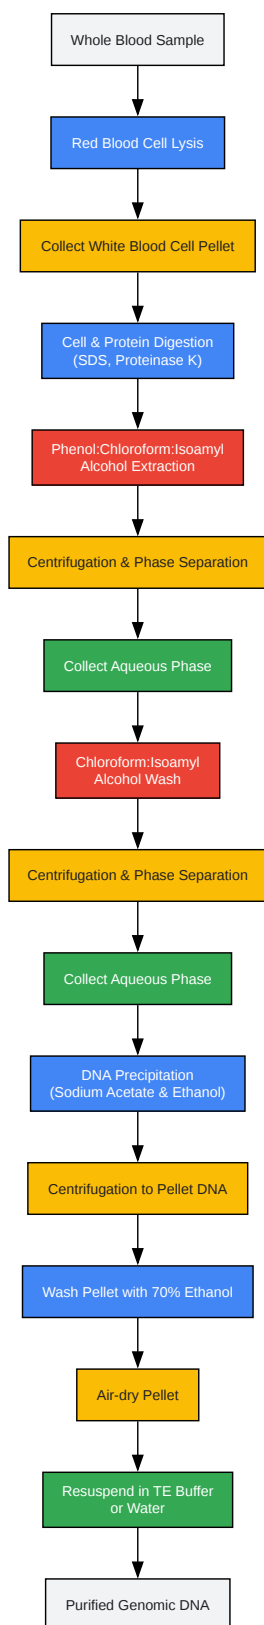 Whole Blood Sample
Red Blood Cell Lysis
Collect White Blood Cell Pellet
Cell & Protein Digestion
(SDS, Proteinase K)
Phenol:Chloroform:Isoamyl
Alcohol Extraction
Centrifugation & Phase Separation
Collect Aqueous Phase
Chloroform:Isoamyl
Alcohol Wash
Centrifugation & Phase Separation
Collect Aqueous Phase
DNA Precipitation
(Sodium Acetate & Ethanol)
Centrifugation to Pellet DNA
Wash Pellet with 70% Ethanol
Air-dry Pellet
Resuspend in TE Buffer
or Water
Purified Genomic DNA